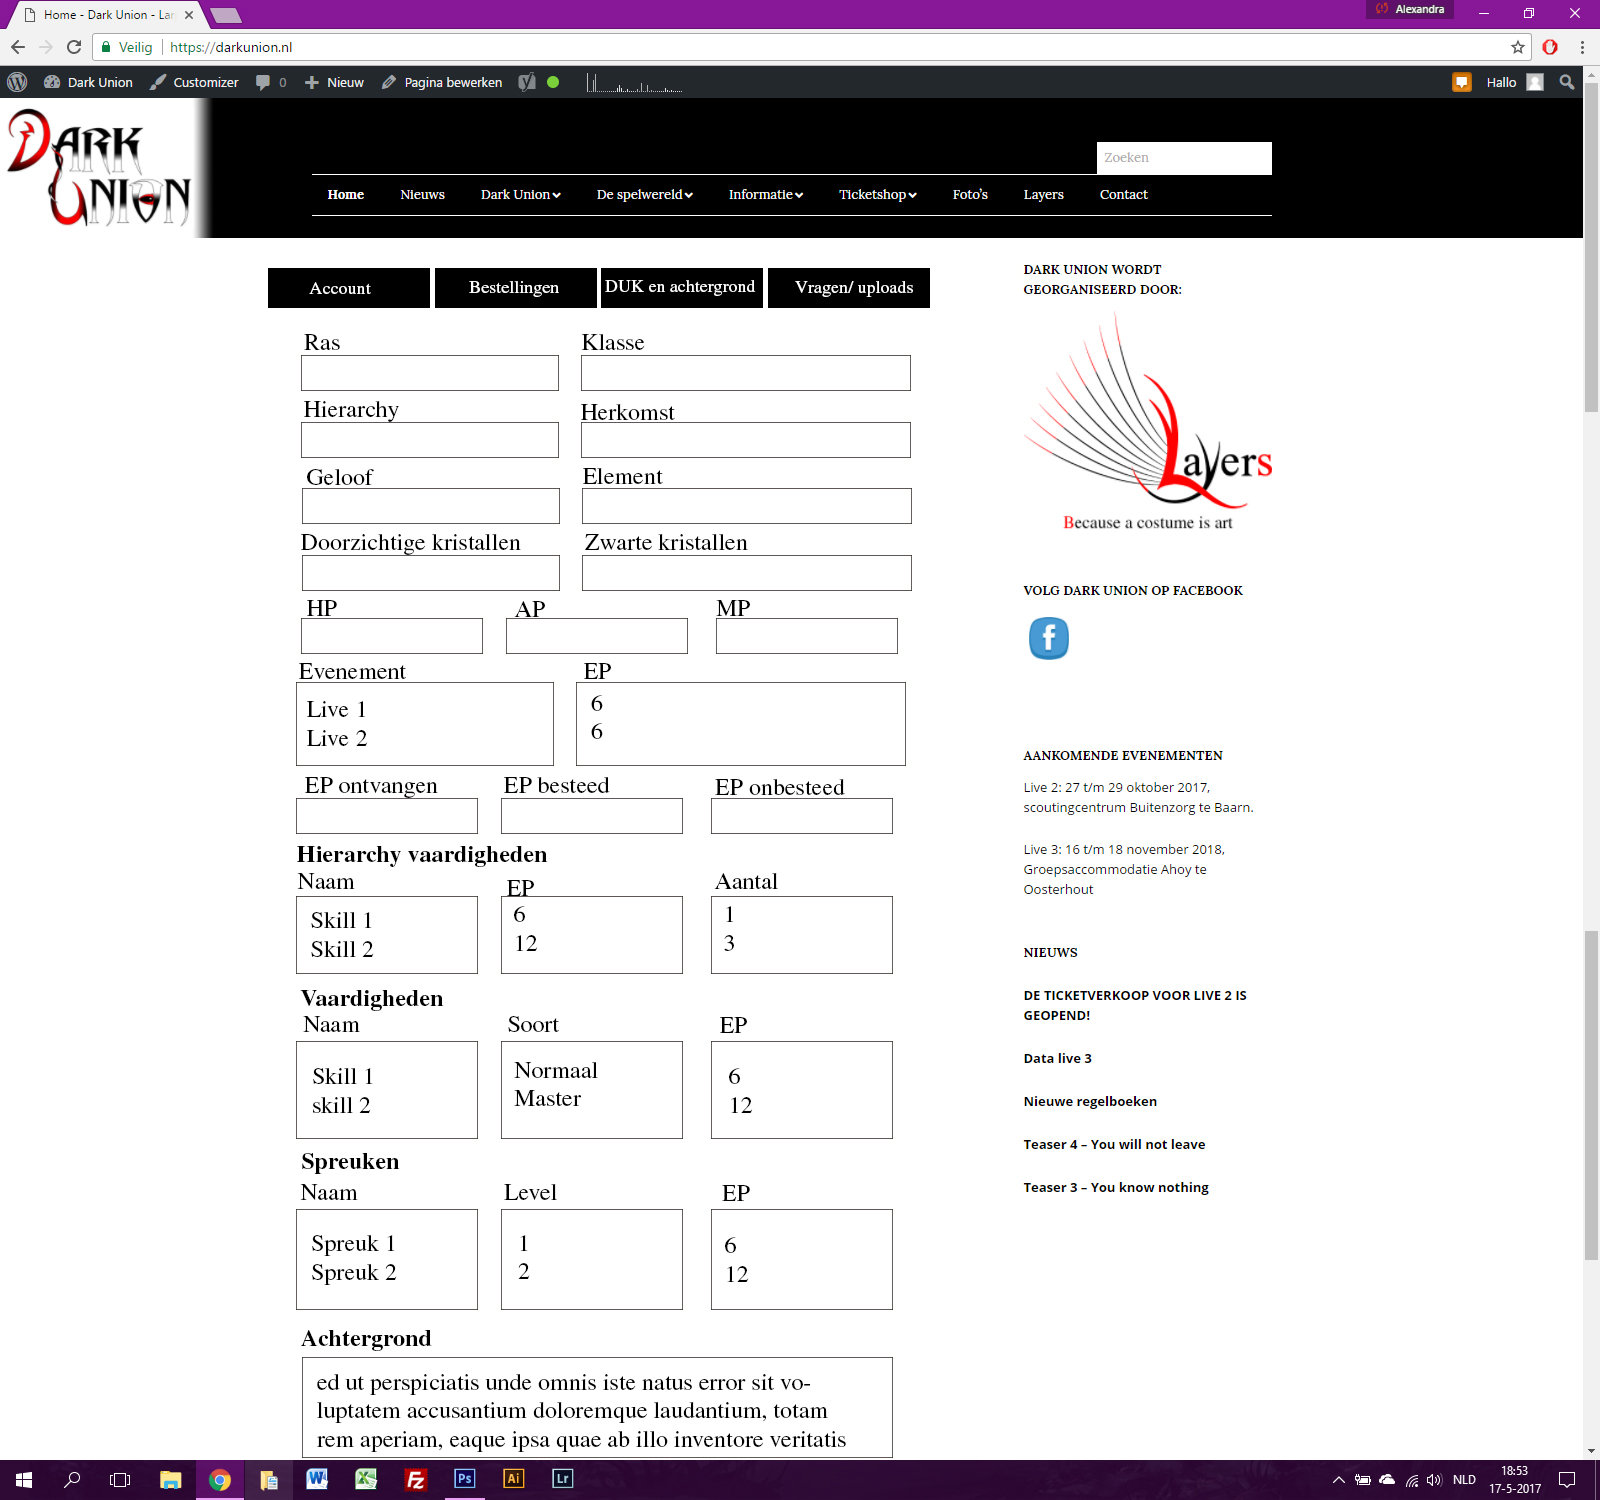 Home - Dark Union - La
Alexandra
Veilig https://darkunion.nl
Dark Union Customizer 0 Nieuw Pagina bewerken Hallo
DARK UNION
Zoeken
Home Nieuws Dark Union De spelwereld Informatie Ticketshop Foto's Layers Contact
Account Bestellingen DUK en achtergrond Vragen/ uploads
Ras Klasse
Hierarchy Herkomst
Geloof Element
Doorzichtige kristallen Zwarte kristallen
HP AP MP
Evenement EP
Live 1 6
Live 2 6
EP ontvangen EP besteed EP onbesteed
Hierarchy vaardigheden
Naam EP Aantal
Skill 1 6 1
Skill 2 12 3
Vaardigheden
Naam Soort EP
Skill 1 Normaal 6
skill 2 Master 12
Spreuken
Naam Level EP
Spreuk 1 1 6
Spreuk 2 2 12
Achtergrond
ed ut perspiciatis unde omnis iste natus error sit vo-
luptatem accusantium doloremque laudantium, totam
rem aperiam, eaque ipsa quae ab illo inventore veritatis
DARK UNION WORDT
GEORGANISEERD DOOR:
Layers
Because a costume is art
VOLG DARK UNION OP FACEBOOK
f
AANKOMENDE EVENEMENTEN
Live 2: 27 t/m 29 oktober 2017,
scoutingcentrum Buitenzorg te Baarn.
Live 3: 16 t/m 18 november 2018,
Groepsaccommodatie Ahoy te
Oosterhout
NIEUWS
DE TICKETVERKOOP VOOR LIVE 2 IS
GEOPEND!
Data live 3
Nieuwe regelboeken
Teaser 4 – You will not leave
Teaser 3 – You know nothing
Ps Ai Lr
NLD
18:53
17-5-2017